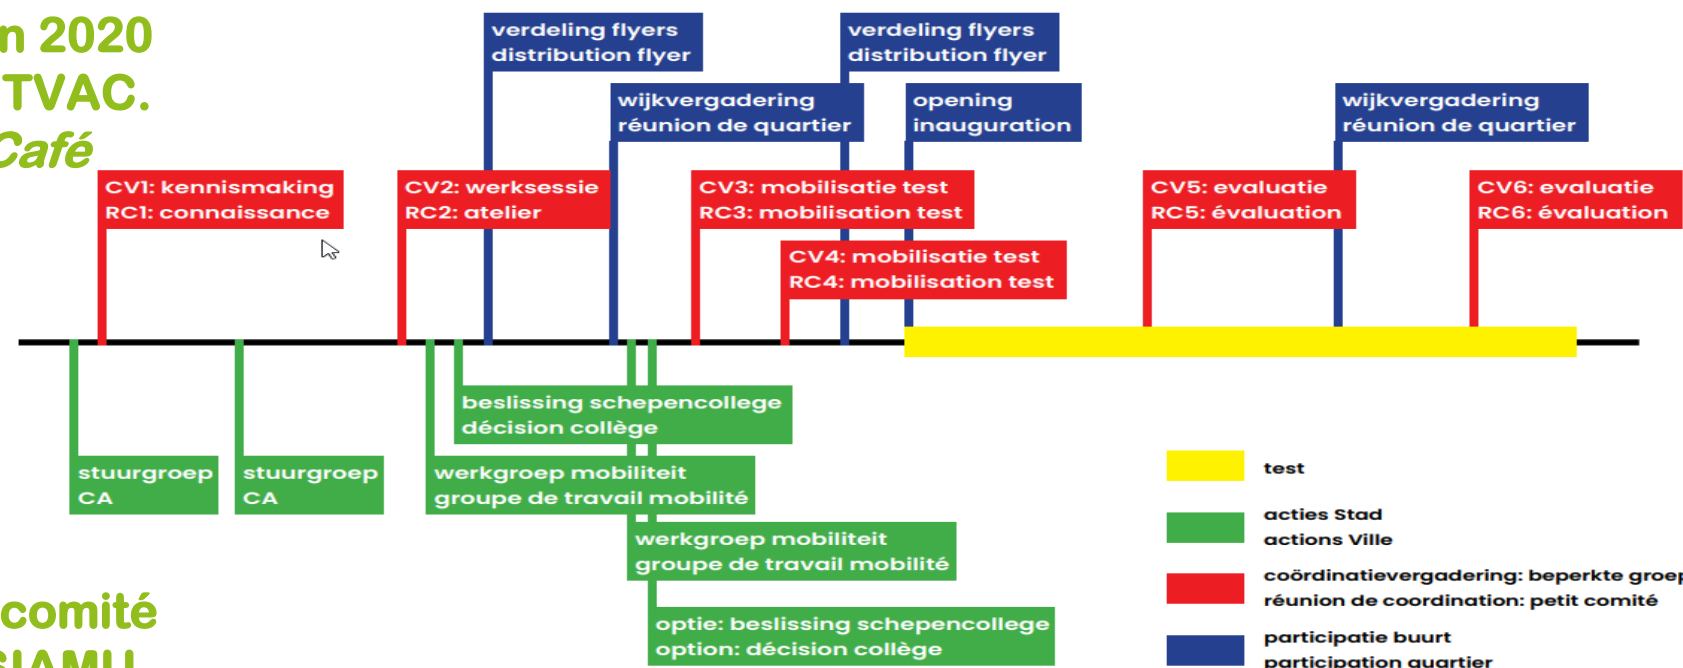 n 2020
TVAC.
Café
verdeling flyers
distribution flyer
verdeling flyers
distribution flyer
wijkvergadering
réunion de quartier
opening
inauguration
wijkvergadering
réunion de quartier
CV1: kennismaking
RC1: connaissance
CV2: werksessie
RC2: atelier
CV3: mobilisatie test
RC3: mobilisation test
CV5: evaluatie
RC5: évaluation
CV6: evaluatie
RC6: évaluation
CV4: mobilisatie test
RC4: mobilisation test
beslissing schepencollege
décision collège
stuurgroep
CA
stuurgroep
CA
werkgroep mobiliteit
groupe de travail mobilité
werkgroep mobiliteit
groupe de travail mobilité
optie: beslissing schepencollege
option: décision collège
test
acties Stad
actions Ville
coördinatievergadering: beperkte groep
réunion de coordination: petit comité
participatie buurt
participation quartier
comité
SIAMU